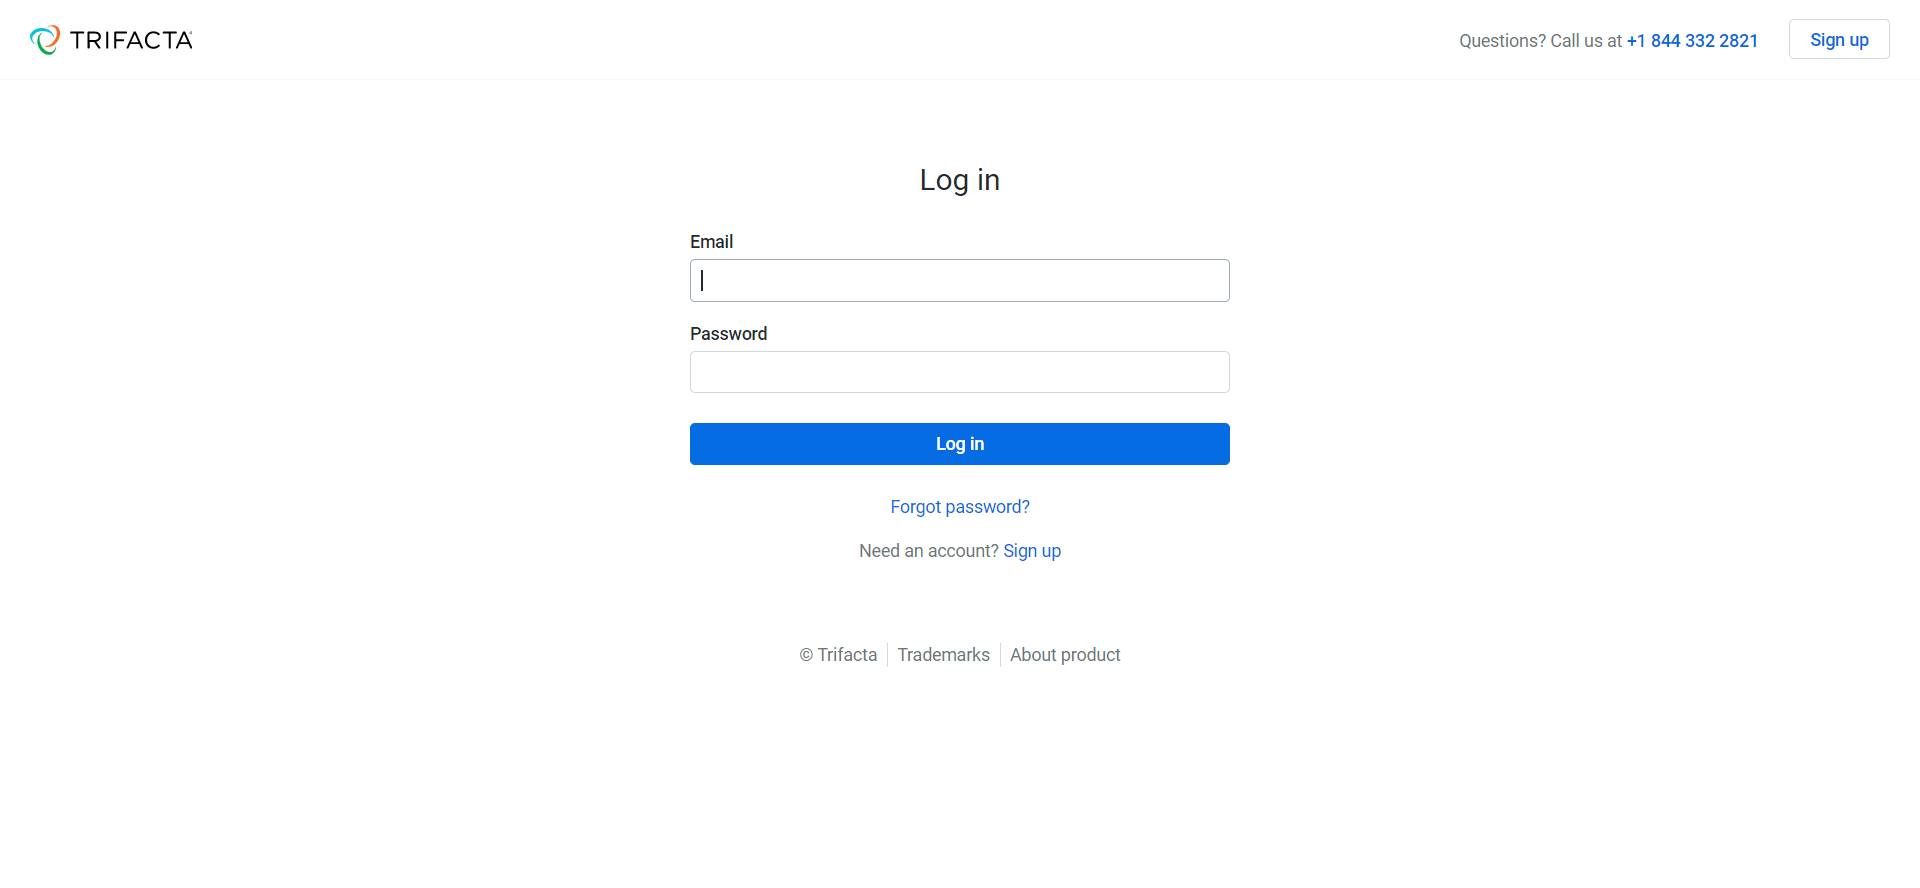 TRIFACTA
Questions? Call us at +1 844 332 2821
Sign up
Log in
Email
Password
Log in
Forgot password?
Need an account? Sign up
© Trifacta
Trademarks
About product